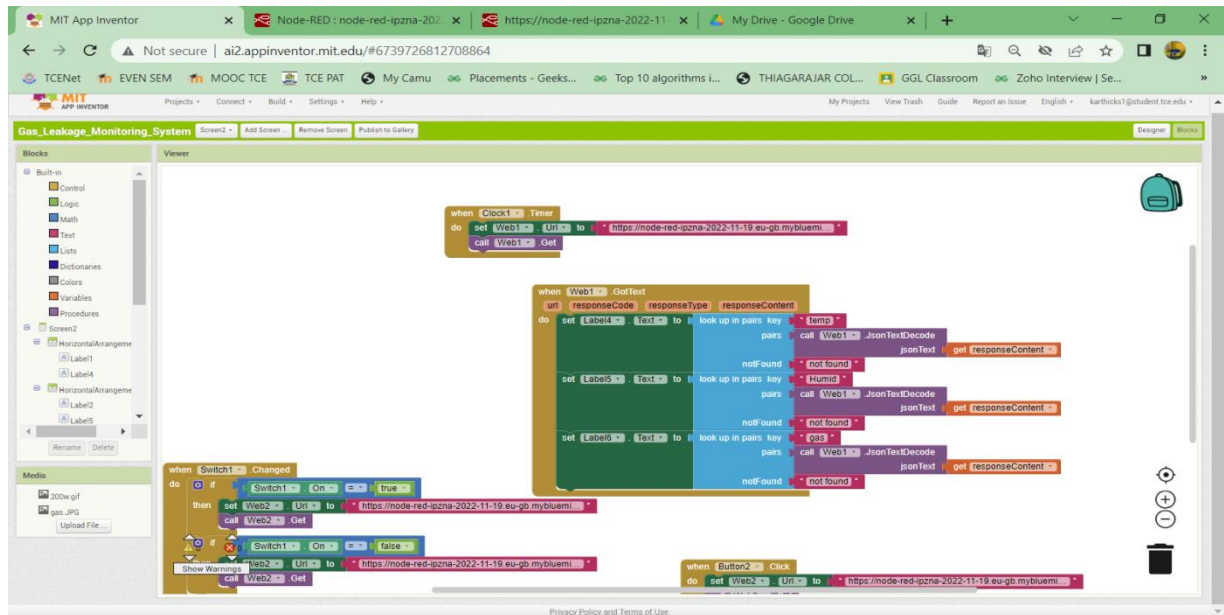 MIT App Inventor
Node-RED : node-red-ipzna-202
https://node-red-ipzna-2022-11-
My Drive - Google Drive
Not secure | ai2.appinventor.mit.edu/#6739726812708864
TCENet EVEN SEM MOOC TCE TCE PAT My Camu Placements - Geeks... Top 10 algorithms i... THIAGARAJAR COL... GGL Classroom Zoho Interview | Se... »
MIT
APP INVENTOR
Projects Connect Build Settings Help
My Projects View Trash Guide Report an Issue English karthicks1@student.tce.edu
Gas_Leakage_Monitoring_System Screen2 Add Screen ... Remove Screen Publish to Gallery
Designer Blocks
Blocks
Viewer
Built-in
Control
Logic
Math
Text
Lists
Dictionaries
Colors
Variables
Procedures
Screen2
HorizontalArrangeme
Label1
Label4
HorizontalArrangeme
Label2
Label5
Rename Delete
Media
200w.gif
gas.JPG
Upload File ...
when Clock1 .Timer
do set Web1 . Url to " https://node-red-ipzna-2022-11-19.eu-gb.mybluemi... "
call Web1 .Get
when Web1 .GotText
url responseCode responseType responseContent
do set Label4 . Text to look up in pairs key " temp "
pairs call Web1 .JsonTextDecode
jsonText get responseContent
notFound " not found "
set Label5 . Text to look up in pairs key " Humid "
pairs call Web1 .JsonTextDecode
jsonText get responseContent
notFound " not found "
set Label6 . Text to look up in pairs key " gas "
pairs call Web1 .JsonTextDecode
jsonText get responseContent
notFound " not found "
when Switch1 .Changed
do if Switch1 . On = true
then set Web2 . Url to " https://node-red-ipzna-2022-11-19.eu-gb.mybluemi... "
call Web2 .Get
if Switch1 . On = false
Web2 . Url to " https://node-red-ipzna-2022-11-19.eu-gb.mybluemi... "
Show Warnings
call Web2 .Get
when Button2 .Click
do set Web2 . Url to " https://node-red-ipzna-2022-11-19.eu-gb.mybluemi... "
Privacy Policy and Terms of Use